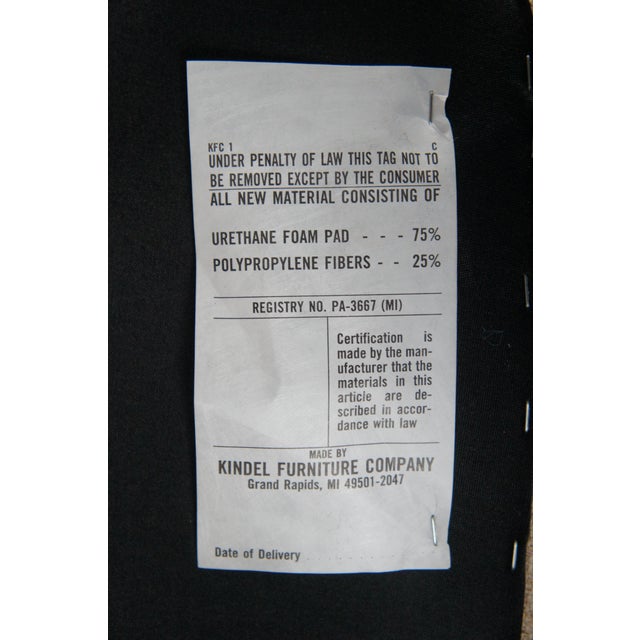 KFC 1 C
UNDER PENALTY OF LAW THIS TAG NOT TO
BE REMOVED EXCEPT BY THE CONSUMER
ALL NEW MATERIAL CONSISTING OF
URETHANE FOAM PAD - - - 75%
POLYPROPYLENE FIBERS - - 25%
REGISTRY NO. PA-3667 (MI)
Certification is
made by the man-
ufacturer that the
materials in this
article are de-
scribed in accor-
dance with law
MADE BY
KINDEL FURNITURE COMPANY
Grand Rapids, MI 49501-2047
Date of Delivery